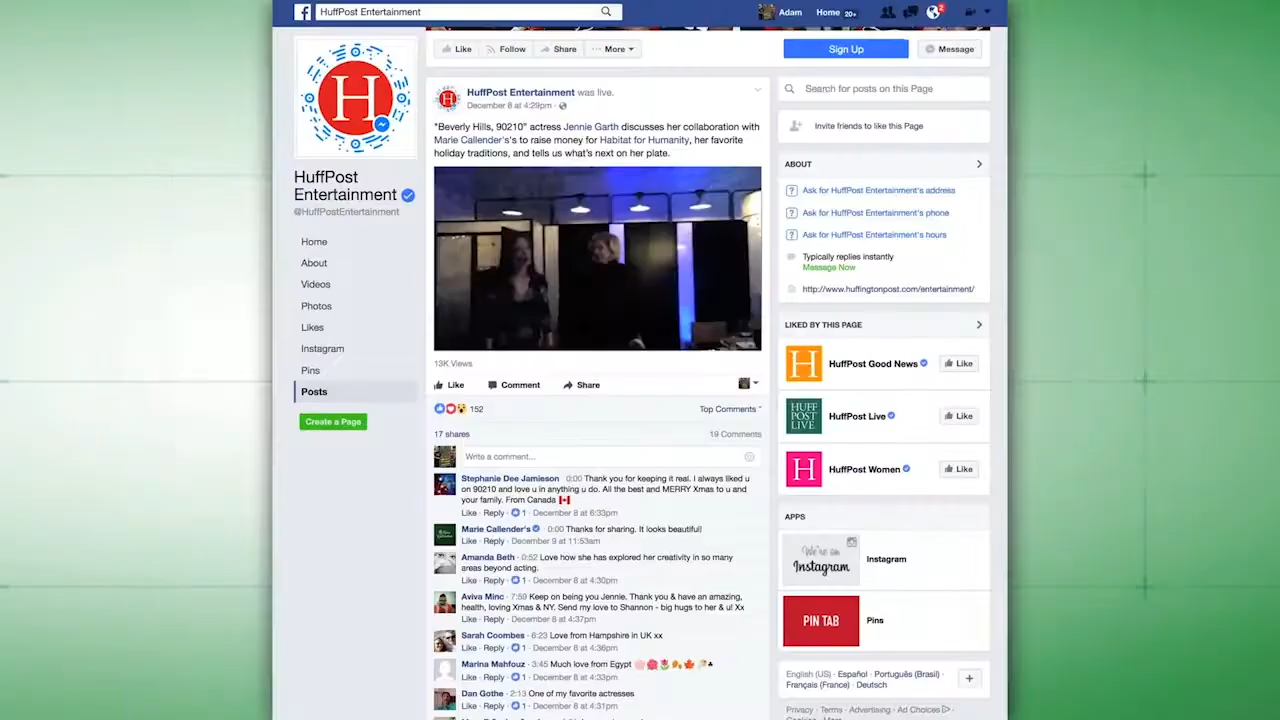 HuffPost Entertainment
Adam
Home 20+
2
H
HuffPost
Entertainment
@HuffPostEntertainment
Home
About
Videos
Photos
Likes
Instagram
Pins
Posts
Create a Page
Like
Follow
Share
More
Sign Up
Message
HuffPost Entertainment was live.
December 8 at 4:29pm ·
"Beverly Hills, 90210" actress Jennie Garth discusses her collaboration with
Marie Callender's's to raise money for Habitat for Humanity, her favorite
holiday traditions, and tells us what's next on her plate.
13K Views
Like
Comment
Share
152
Top Comments
17 shares
19 Comments
Write a comment...
Stephanie Dee Jamieson · 0:00 Thank you for keeping it real. I always liked u
on 90210 and love u in anything u do. All the best and MERRY Xmas to u and
your family. From Canada 🇨🇦
Like · Reply · 1 · December 8 at 6:33pm
Marie Callender's · 0:00 Thanks for sharing. It looks beautiful!
Like · Reply · December 9 at 11:53am
Amanda Beth · 0:52 Love how she has explored her creativity in so many
areas beyond acting.
Like · Reply · 1 · December 8 at 4:30pm
Aviva Minc · 7:59 Keep on being you Jennie. Thank you & have an amazing,
health, loving Xmas & NY. Send my love to Shannon - big hugs to her & u! Xx
Like · Reply · December 8 at 4:37pm
Sarah Coombes · 6:23 Love from Hampshire in UK xx
Like · Reply · 1 · December 8 at 4:36pm
Marina Mahfouz · 3:45 Much love from Egypt
Like · Reply · 1 · December 8 at 4:33pm
Dan Gothe · 2:13 One of my favorite actresses
Like · Reply · 1 · December 8 at 4:31pm
Search for posts on this Page
Invite friends to like this Page
ABOUT
Ask for HuffPost Entertainment's address
Ask for HuffPost Entertainment's phone
Ask for HuffPost Entertainment's hours
Typically replies instantly
Message Now
http://www.huffingtonpost.com/entertainment/
LIKED BY THIS PAGE
H
HuffPost Good News
Like
HUFF
POST
LIVE
HuffPost Live
Like
H
HuffPost Women
Like
APPS
We're on
Instagram
Instagram
PIN TAB
Pins
English (US) · Español · Português (Brasil) ·
Français (France) · Deutsch
Privacy · Terms · Advertising · Ad Choices ·